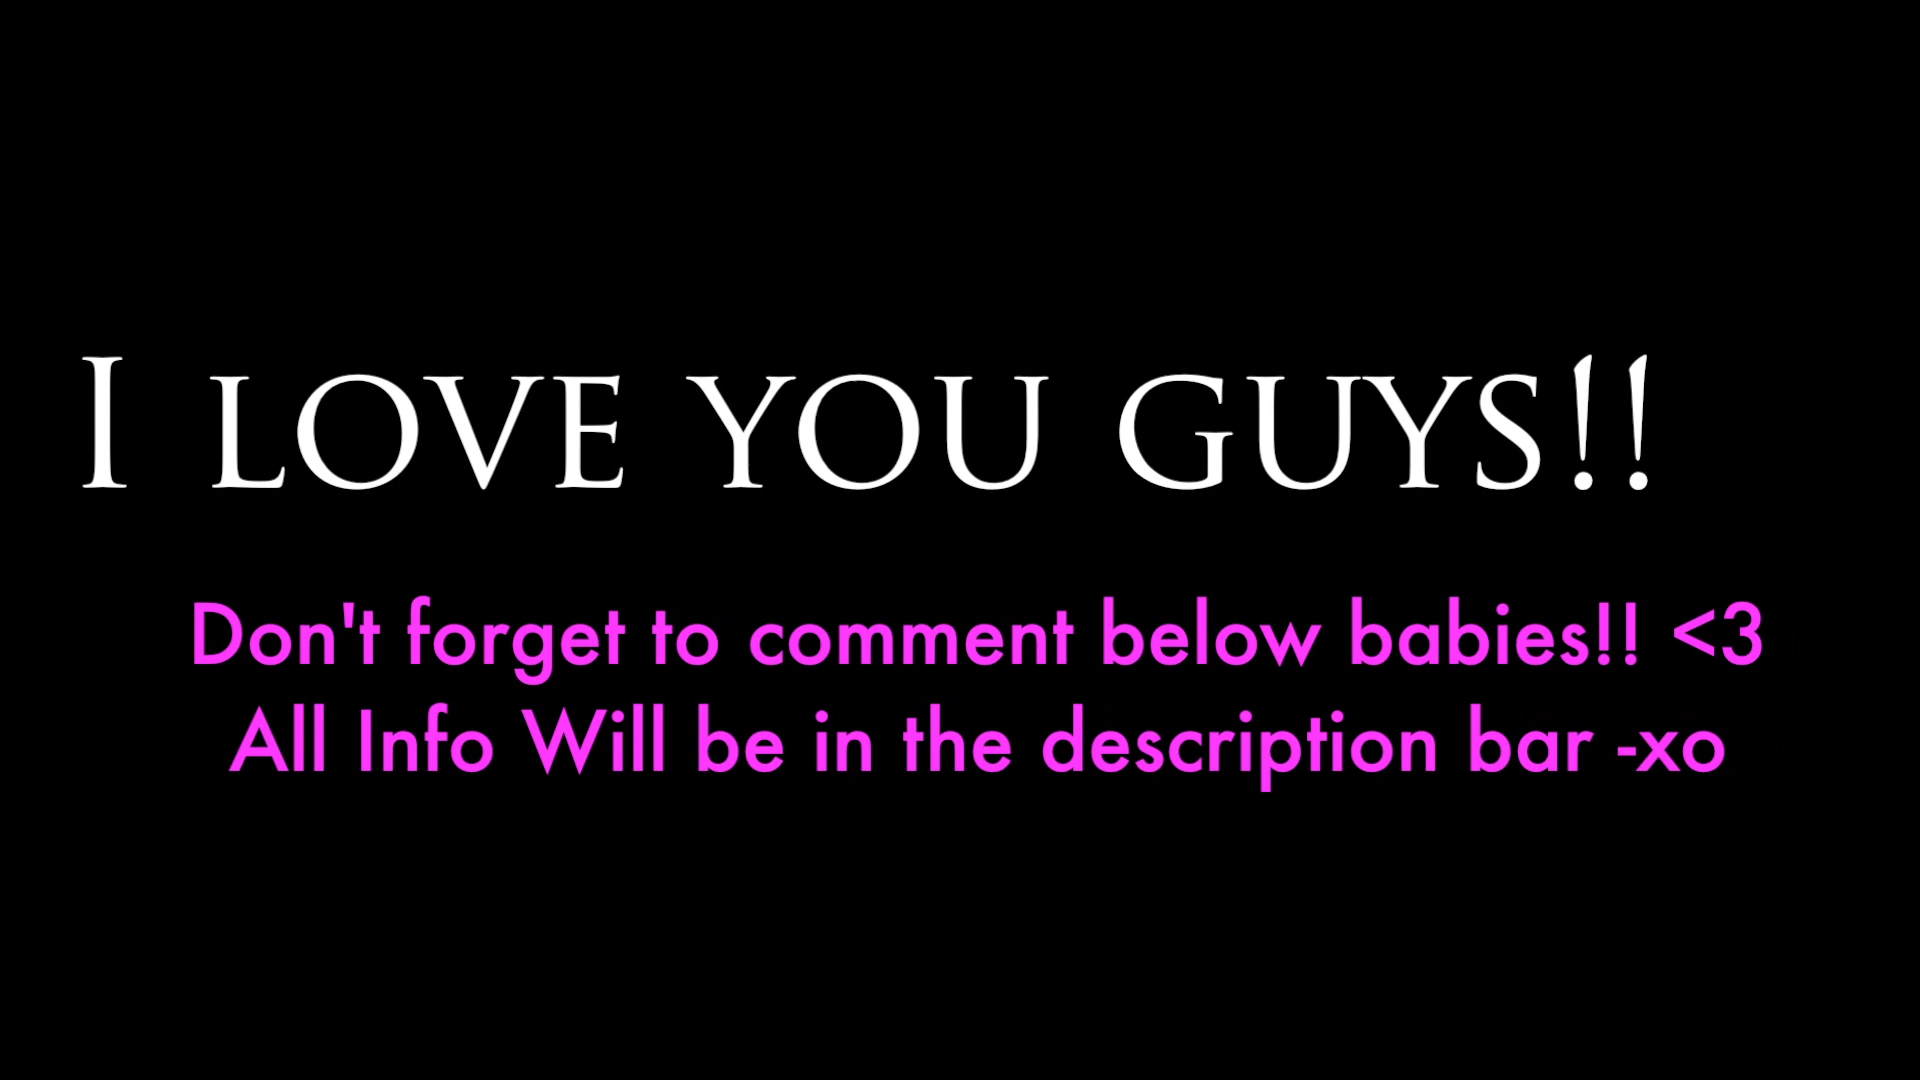 I LOVE YOU GUYS!!
Don't forget to comment below babies!! <3
All Info Will be in the description bar -xo